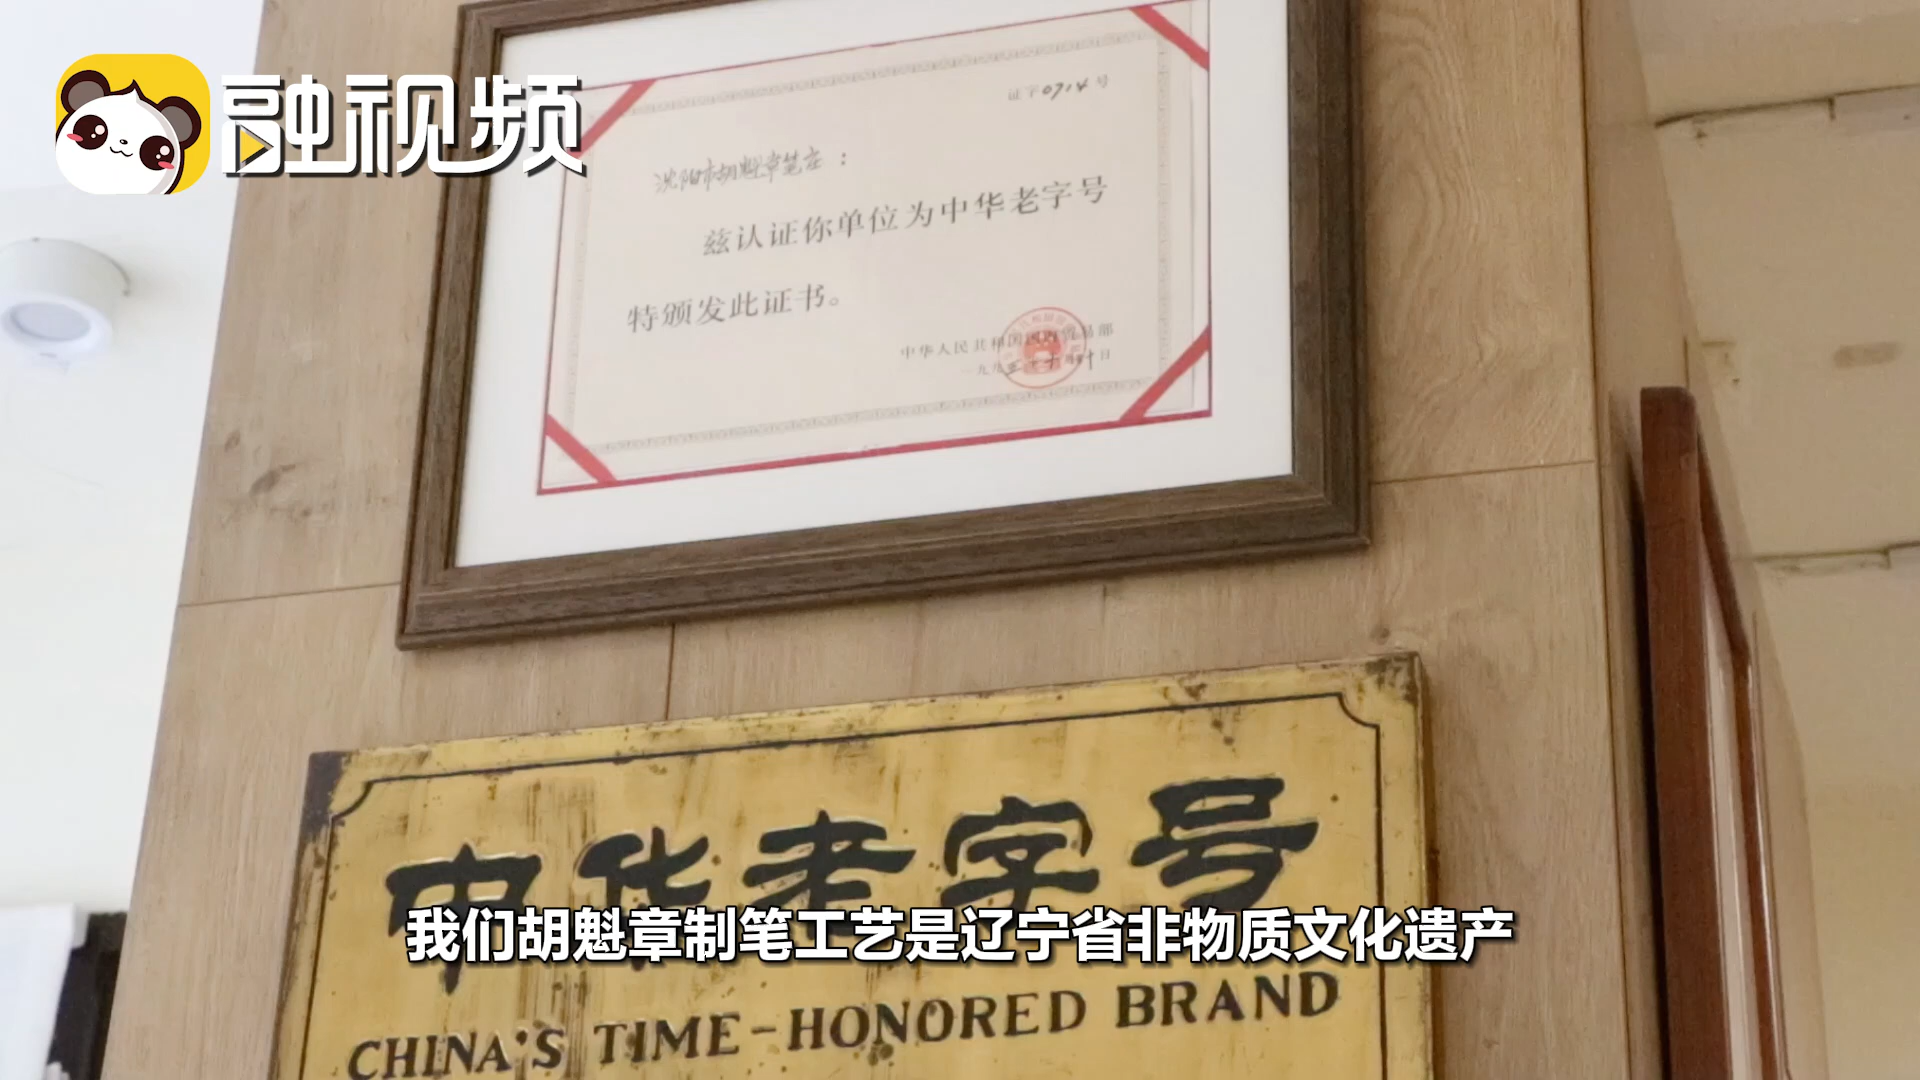 融视频
证字0714号
沈阳市胡魁章笔庄：
兹认证你单位为中华老字号
特颁发此证书。
中华人民共和国国内贸易部
中华老字号
我们胡魁章制笔工艺是辽宁省非物质文化遗产
CHINA'S TIME-HONORED BRAND